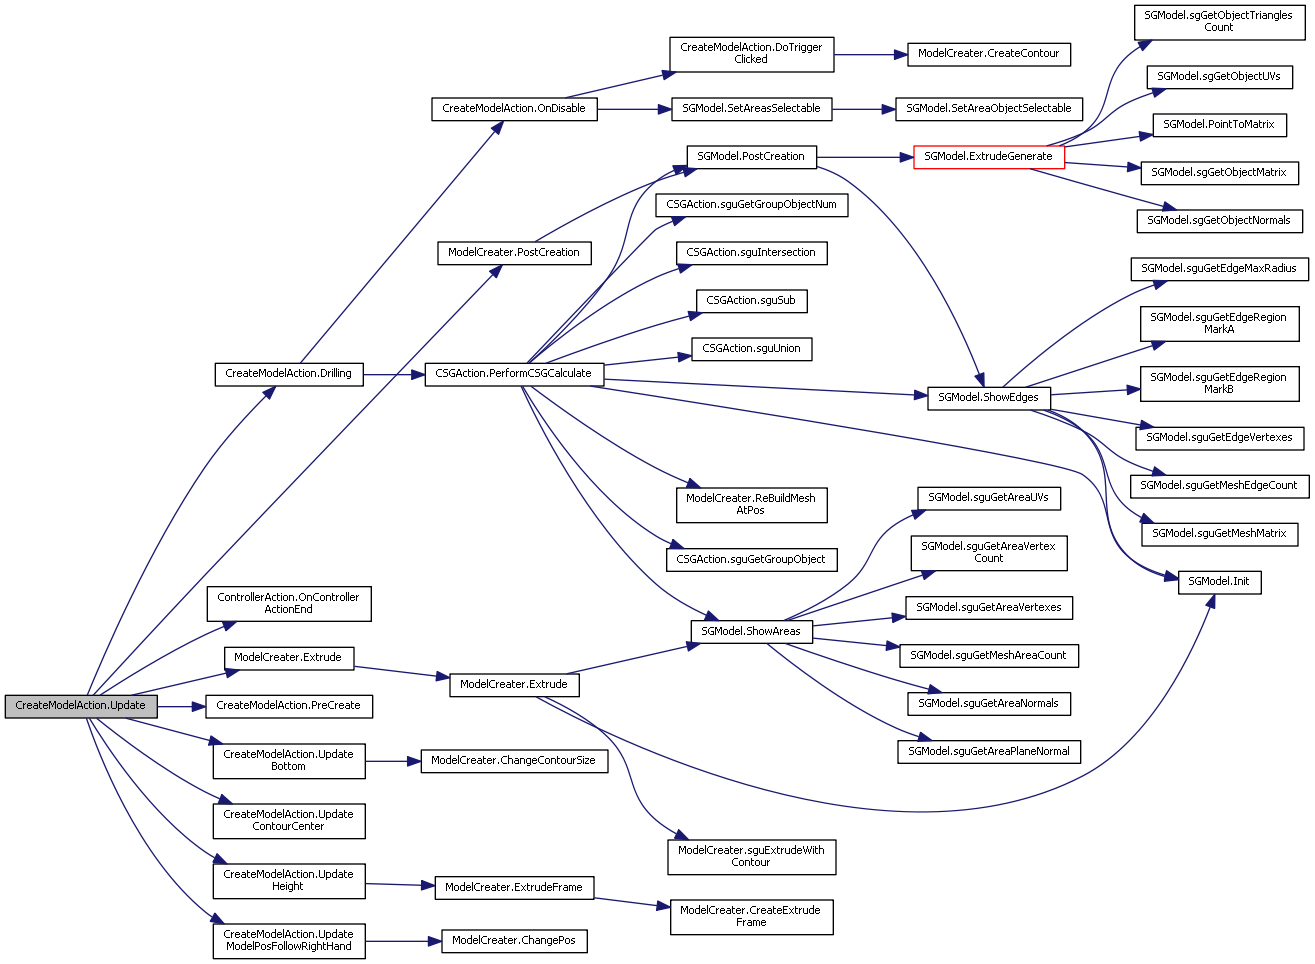 CreateModelAction.Update
CreateModelAction.Drilling
ModelCreater.PostCreation
ControllerAction.OnController
ActionEnd
ModelCreater.Extrude
CreateModelAction.PreCreate
CreateModelAction.Update
Bottom
CreateModelAction.Update
ContourCenter
CreateModelAction.Update
Height
CreateModelAction.Update
ModelPosFollowRightHand
CreateModelAction.OnDisable
CSGAction.PerformCSGCalculate
ModelCreater.Extrude
ModelCreater.ChangeContourSize
ModelCreater.ExtrudeFrame
ModelCreater.ChangePos
CreateModelAction.DoTrigger
Clicked
SGModel.SetAreasSelectable
SGModel.PostCreation
CSGAction.sguGetGroupObjectNum
CSGAction.sguIntersection
CSGAction.sguSub
CSGAction.sguUnion
ModelCreater.ReBuildMesh
AtPos
CSGAction.sguGetGroupObject
SGModel.ShowAreas
ModelCreater.sguExtrudeWith
Contour
ModelCreater.CreateExtrude
Frame
ModelCreater.CreateContour
SGModel.SetAreaObjectSelectable
SGModel.ExtrudeGenerate
SGModel.ShowEdges
SGModel.sguGetAreaUVs
SGModel.sguGetAreaVertex
Count
SGModel.sguGetAreaVertexes
SGModel.sguGetMeshAreaCount
SGModel.sguGetAreaNormals
SGModel.sguGetAreaPlaneNormal
SGModel.sgGetObjectTriangles
Count
SGModel.sgGetObjectUVs
SGModel.PointToMatrix
SGModel.sgGetObjectMatrix
SGModel.sgGetObjectNormals
SGModel.sguGetEdgeMaxRadius
SGModel.sguGetEdgeRegion
MarkA
SGModel.sguGetEdgeRegion
MarkB
SGModel.sguGetEdgeVertexes
SGModel.sguGetMeshEdgeCount
SGModel.sguGetMeshMatrix
SGModel.Init